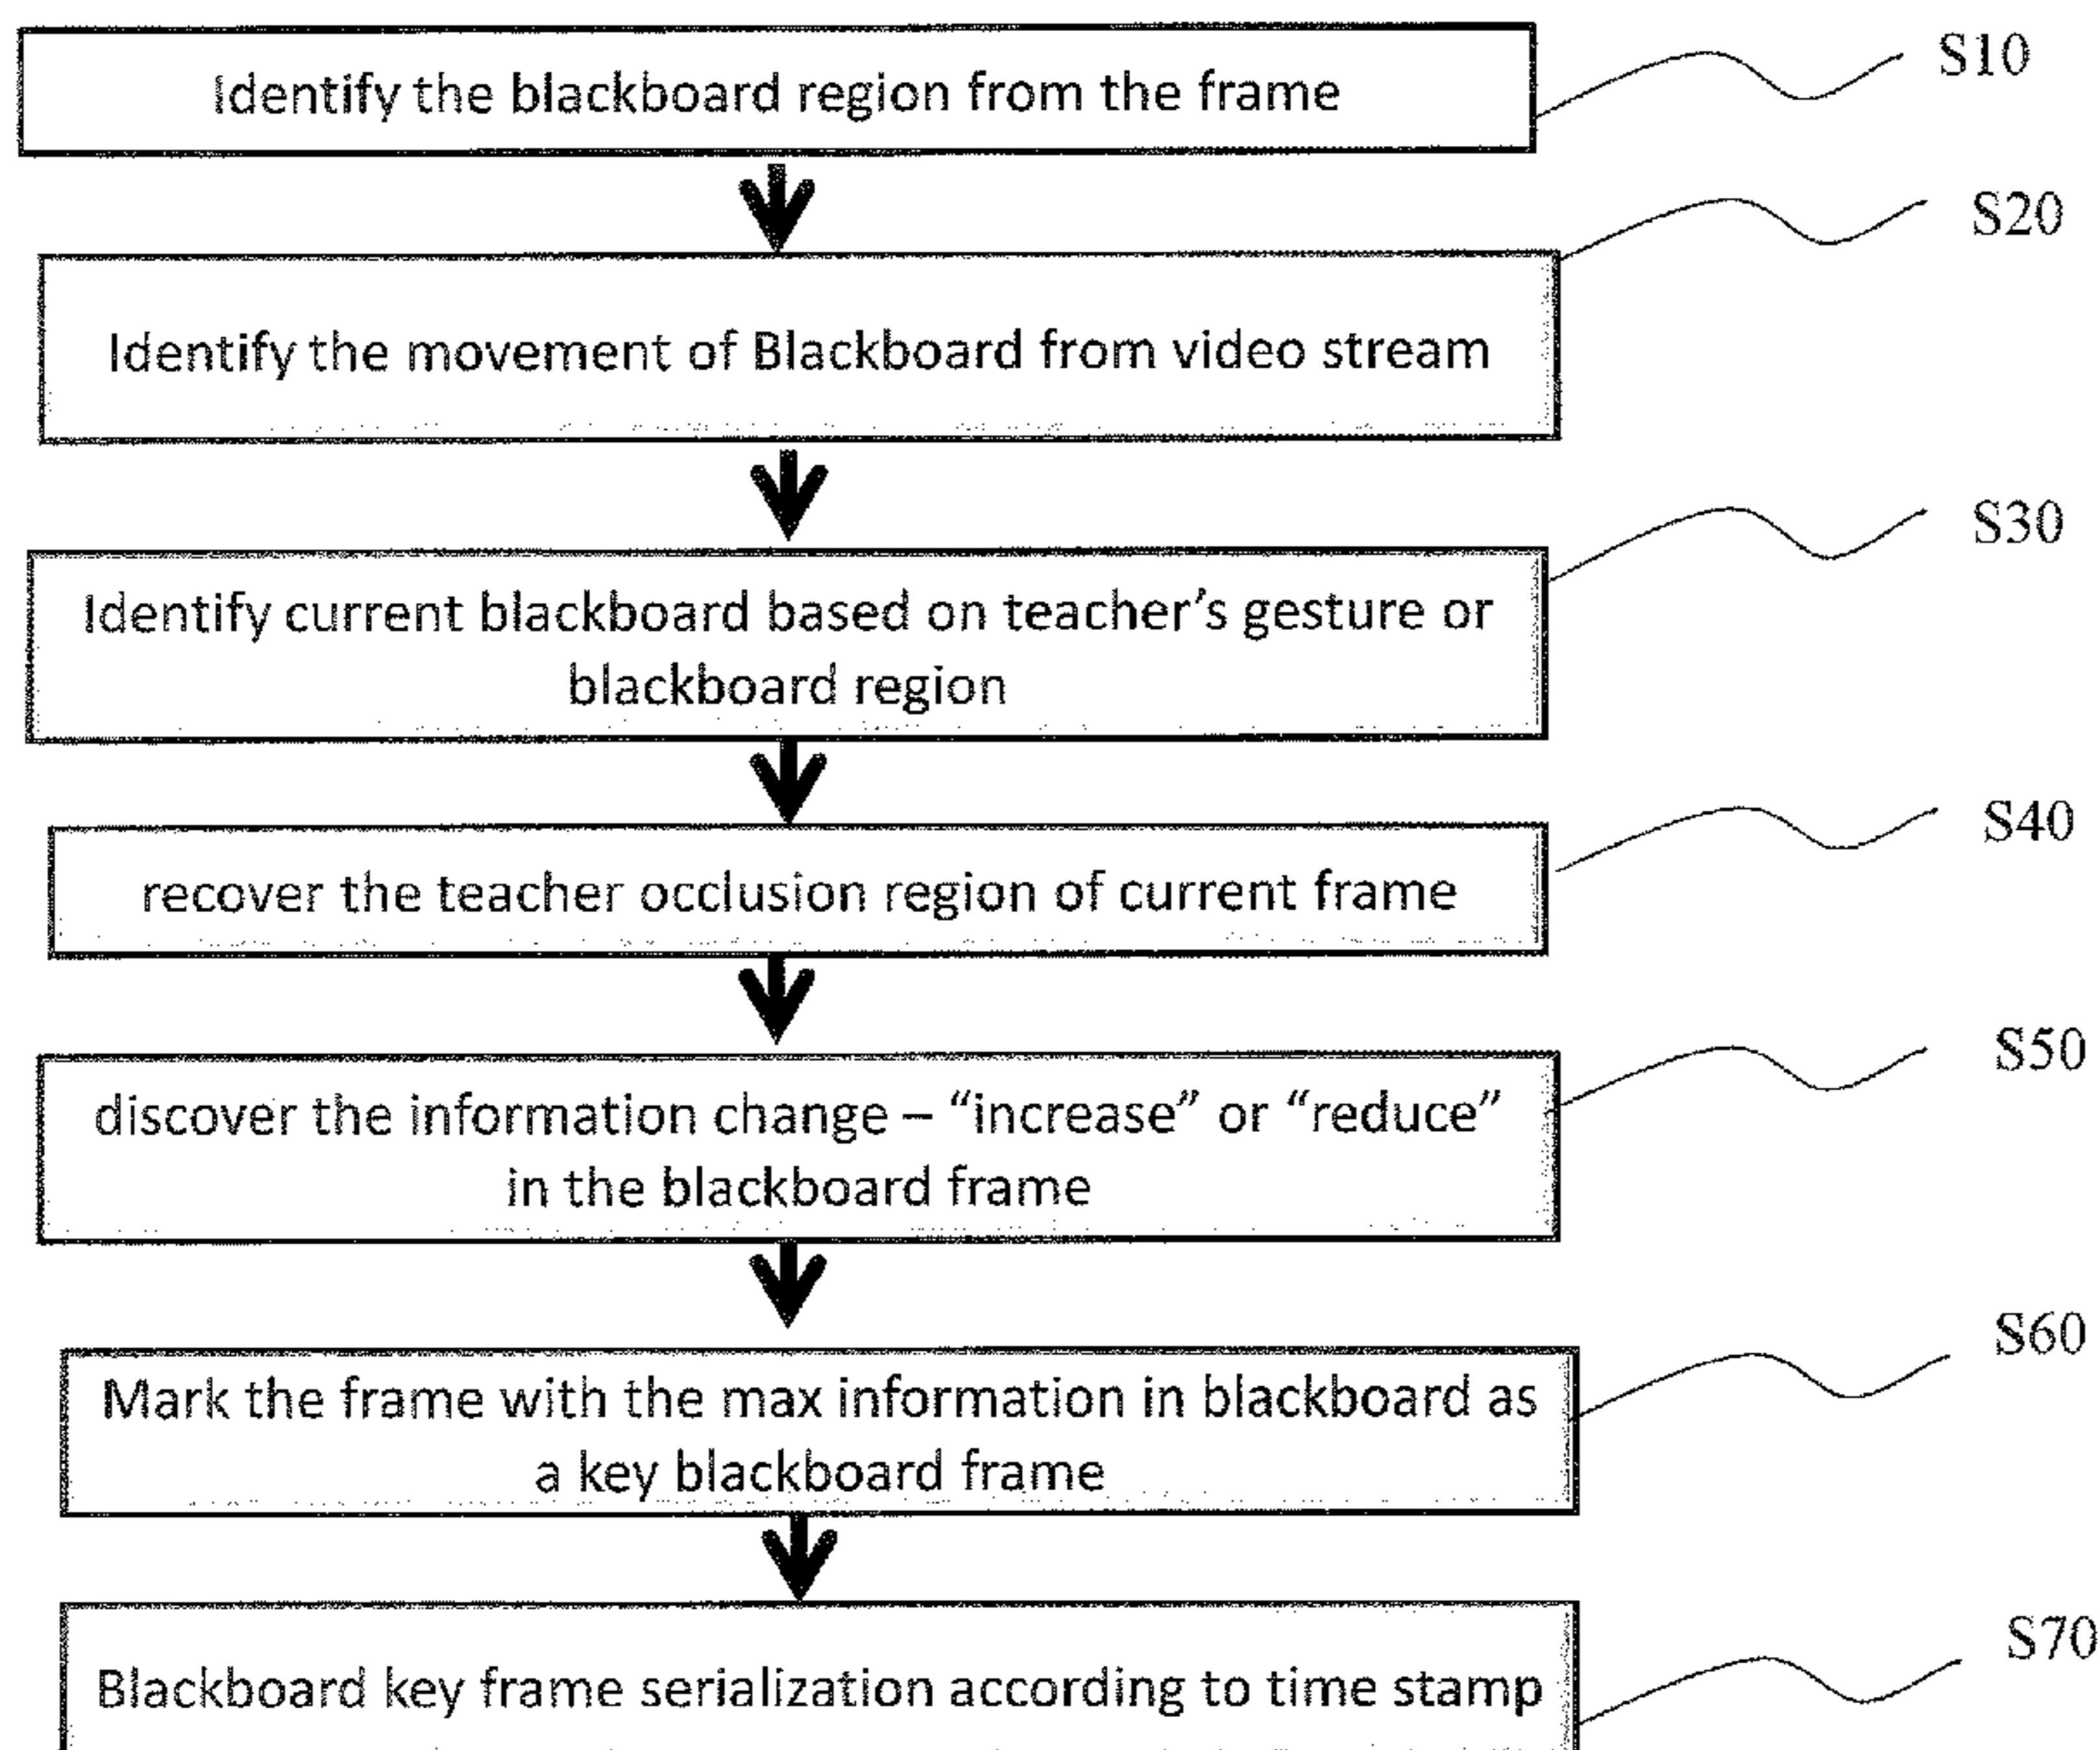 Identify the blackboard region from the frame
S10
Identify the movement of Blackboard from video stream
S20
Identify current blackboard based on teacher's gesture or
blackboard region
S30
recover the teacher occlusion region of current frame
S40
discover the information change – “increase” or “reduce”
in the blackboard frame
S50
Mark the frame with the max information in blackboard as
a key blackboard frame
S60
Blackboard key frame serialization according to time stamp
S70